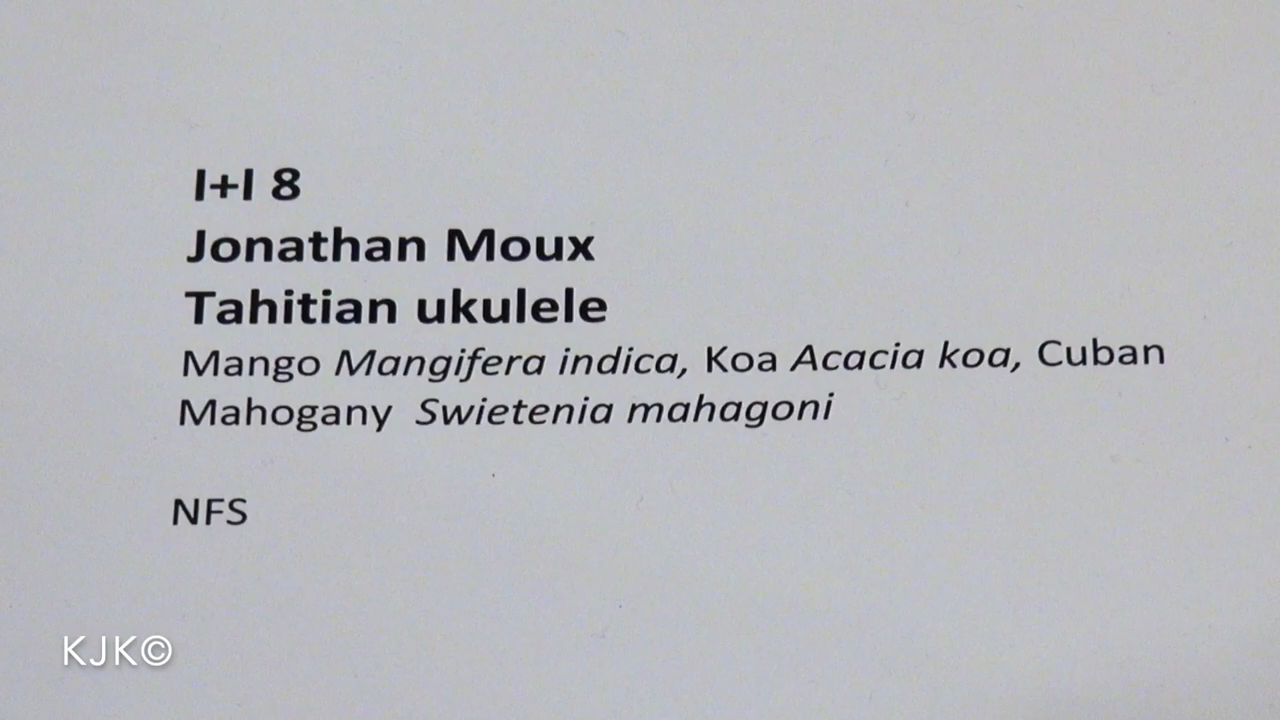 I+I 8
Jonathan Moux
Tahitian ukulele
Mango Mangifera indica, Koa Acacia koa, Cuban
Mahogany Swietenia mahagoni
NFS
KJK©